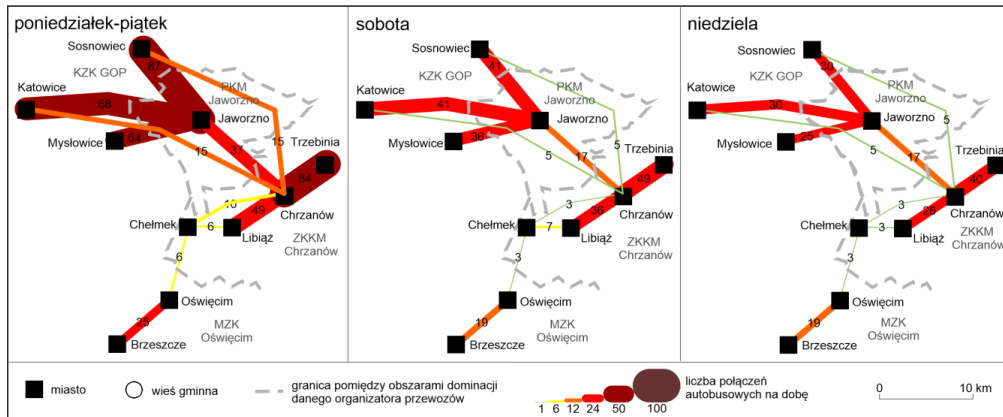 poniedziałek-piątek
Sosnowiec
87
KZK GOP
PKM
Jaworzno
Katowice
68
Jaworzno
54
Mysłowice
15
15
37
Trzebinia
84
10
49
Chrzanów
Chełmek
6
Libiąż
ZKKM
Chrzanów
6
Oświęcim
25
MZK
Oświęcim
Brzeszcze
sobota
Sosnowiec
41
KZK GOP
PKM
Jaworzno
Katowice
41
Jaworzno
36
Mysłowice
5
5
17
Trzebinia
49
3
36
Chrzanów
Chełmek
7
Libiąż
ZKKM
Chrzanów
3
Oświęcim
19
MZK
Oświęcim
Brzeszcze
niedziela
Sosnowiec
30
KZK GOP
PKM
Jaworzno
Katowice
30
Jaworzno
25
Mysłowice
5
5
17
Trzebinia
40
3
28
Chrzanów
Chełmek
3
Libiąż
ZKKM
Chrzanów
3
Oświęcim
19
MZK
Oświęcim
Brzeszcze
miasto
wieś gminna
granica pomiędzy obszarami dominacji
danego organizatora przewozów
1 6 12 24 50 100
liczba połączeń
autobusowych na dobę
0 10 km